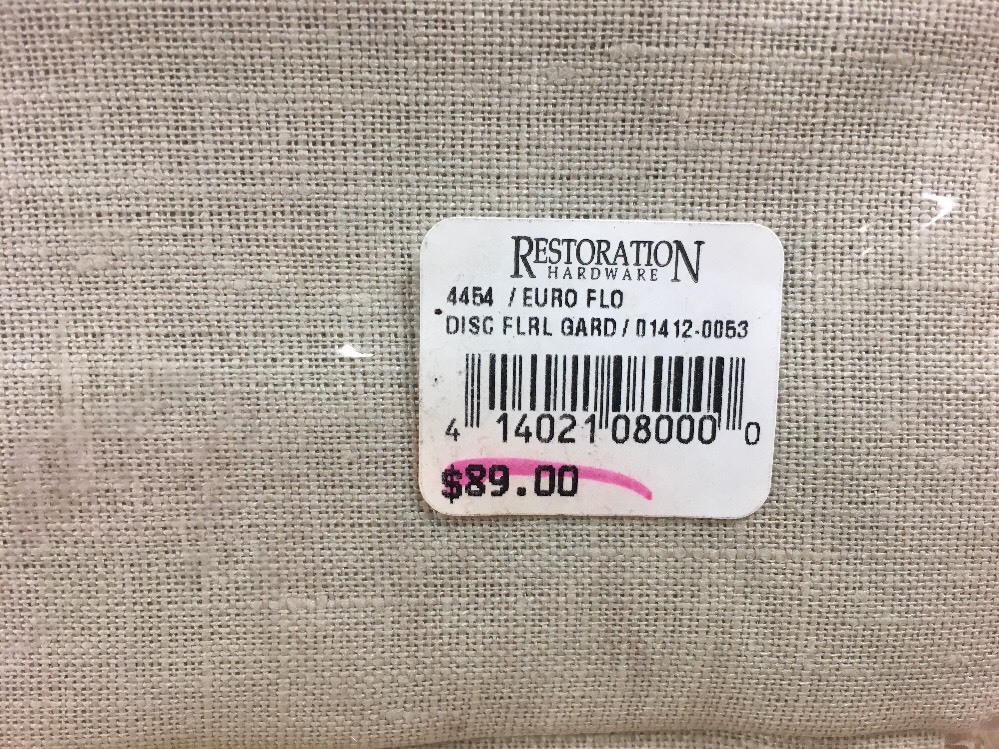 RESTORATION
HARDWARE
4454 / EURO FLO
DISC FLRL GARD / 01412-0053
4 14021 08000 0
$89.00